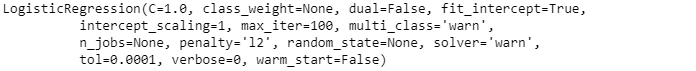 LogisticRegression(C=1.0, class_weight=None, dual=False, fit_intercept=True,
intercept_scaling=1, max_iter=100, multi_class='warn',
n_jobs=None, penalty='l2', random_state=None, solver='warn',
tol=0.0001, verbose=0, warm_start=False)